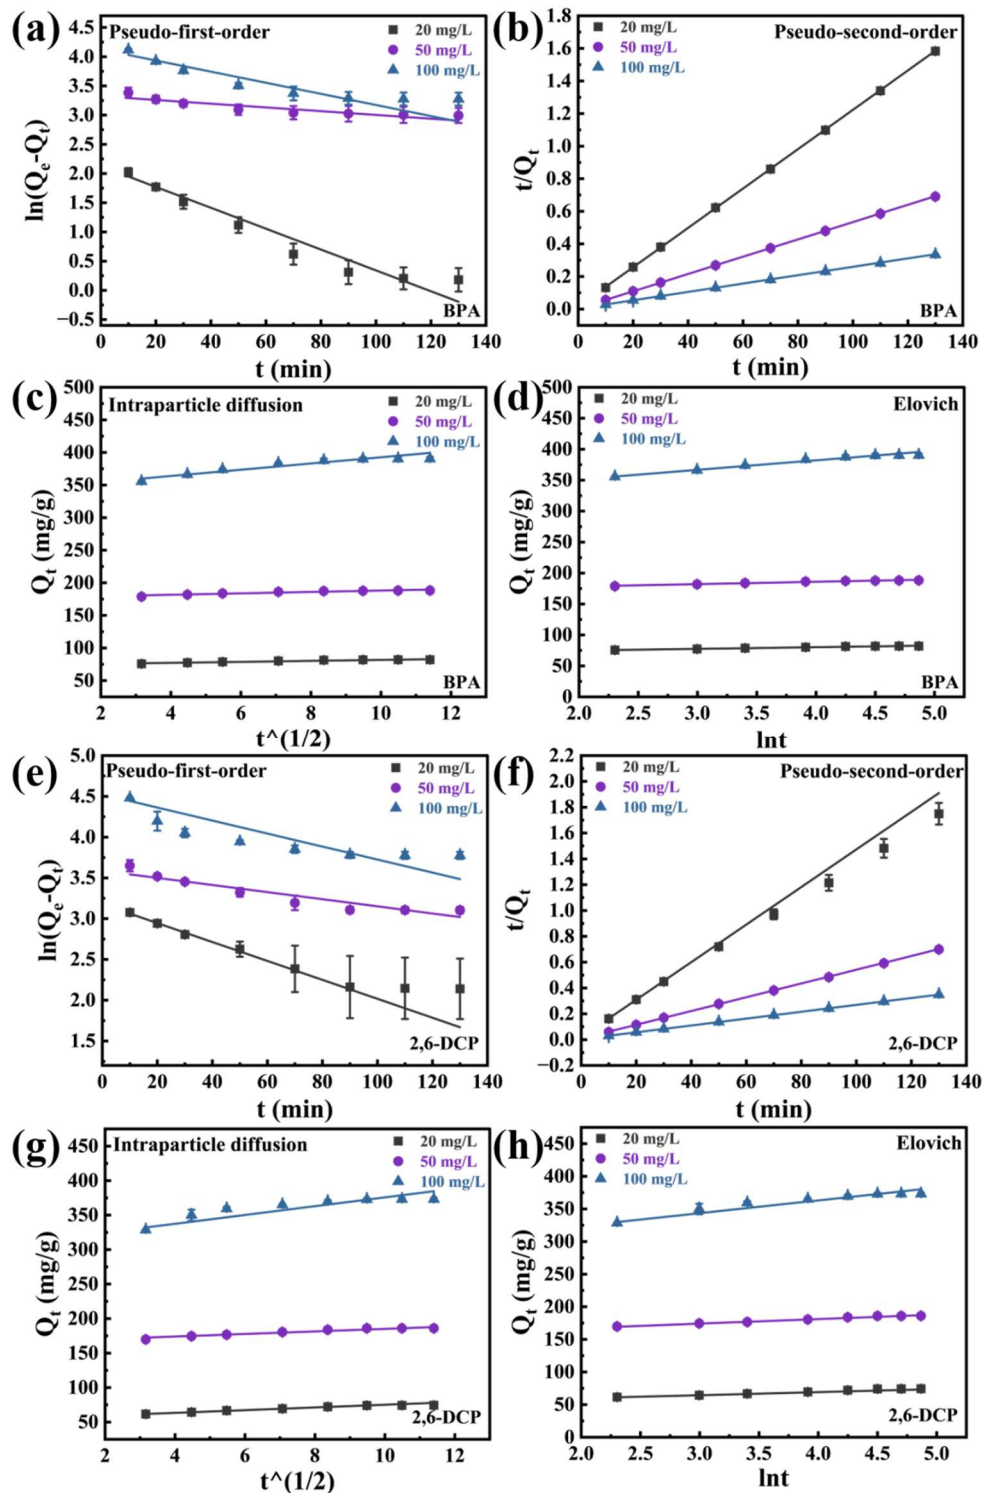 (a)
Pseudo-first-order
20 mg/L
50 mg/L
100 mg/L
4.5
4.0
3.5
3.0
2.5
2.0
1.5
1.0
0.5
0.0
−0.5
ln(Qe-Qt)
BPA
0 20 40 60 80 100 120 140
t (min)
(b)
Pseudo-second-order
20 mg/L
50 mg/L
100 mg/L
1.8
1.6
1.4
1.2
1.0
0.8
0.6
0.4
0.2
0.0
t/Qt
BPA
0 20 40 60 80 100 120 140
t (min)
(c)
Intraparticle diffusion
20 mg/L
50 mg/L
100 mg/L
500
450
400
350
300
250
200
150
100
50
Qt (mg/g)
BPA
2 4 6 8 10 12
t^(1/2)
(d)
Elovich
20 mg/L
50 mg/L
100 mg/L
500
450
400
350
300
250
200
150
100
50
0
Qt (mg/g)
BPA
2.0 2.5 3.0 3.5 4.0 4.5 5.0
lnt
(e)
Pseudo-first-order
20 mg/L
50 mg/L
100 mg/L
5.0
4.5
4.0
3.5
3.0
2.5
2.0
1.5
ln(Qe-Qt)
2,6-DCP
0 20 40 60 80 100 120 140
t (min)
(f)
Pseudo-second-order
20 mg/L
50 mg/L
100 mg/L
2.2
2.0
1.8
1.6
1.4
1.2
1.0
0.8
0.6
0.4
0.2
0.0
−0.2
t/Qt
2,6-DCP
0 20 40 60 80 100 120 140
t (min)
(g)
Intraparticle diffusion
20 mg/L
50 mg/L
100 mg/L
450
400
350
300
250
200
150
100
50
Qt (mg/g)
2,6-DCP
2 4 6 8 10 12
t^(1/2)
(h)
Elovich
20 mg/L
50 mg/L
100 mg/L
450
400
350
300
250
200
150
100
50
0
Qt (mg/g)
2,6-DCP
2.0 2.5 3.0 3.5 4.0 4.5 5.0
lnt